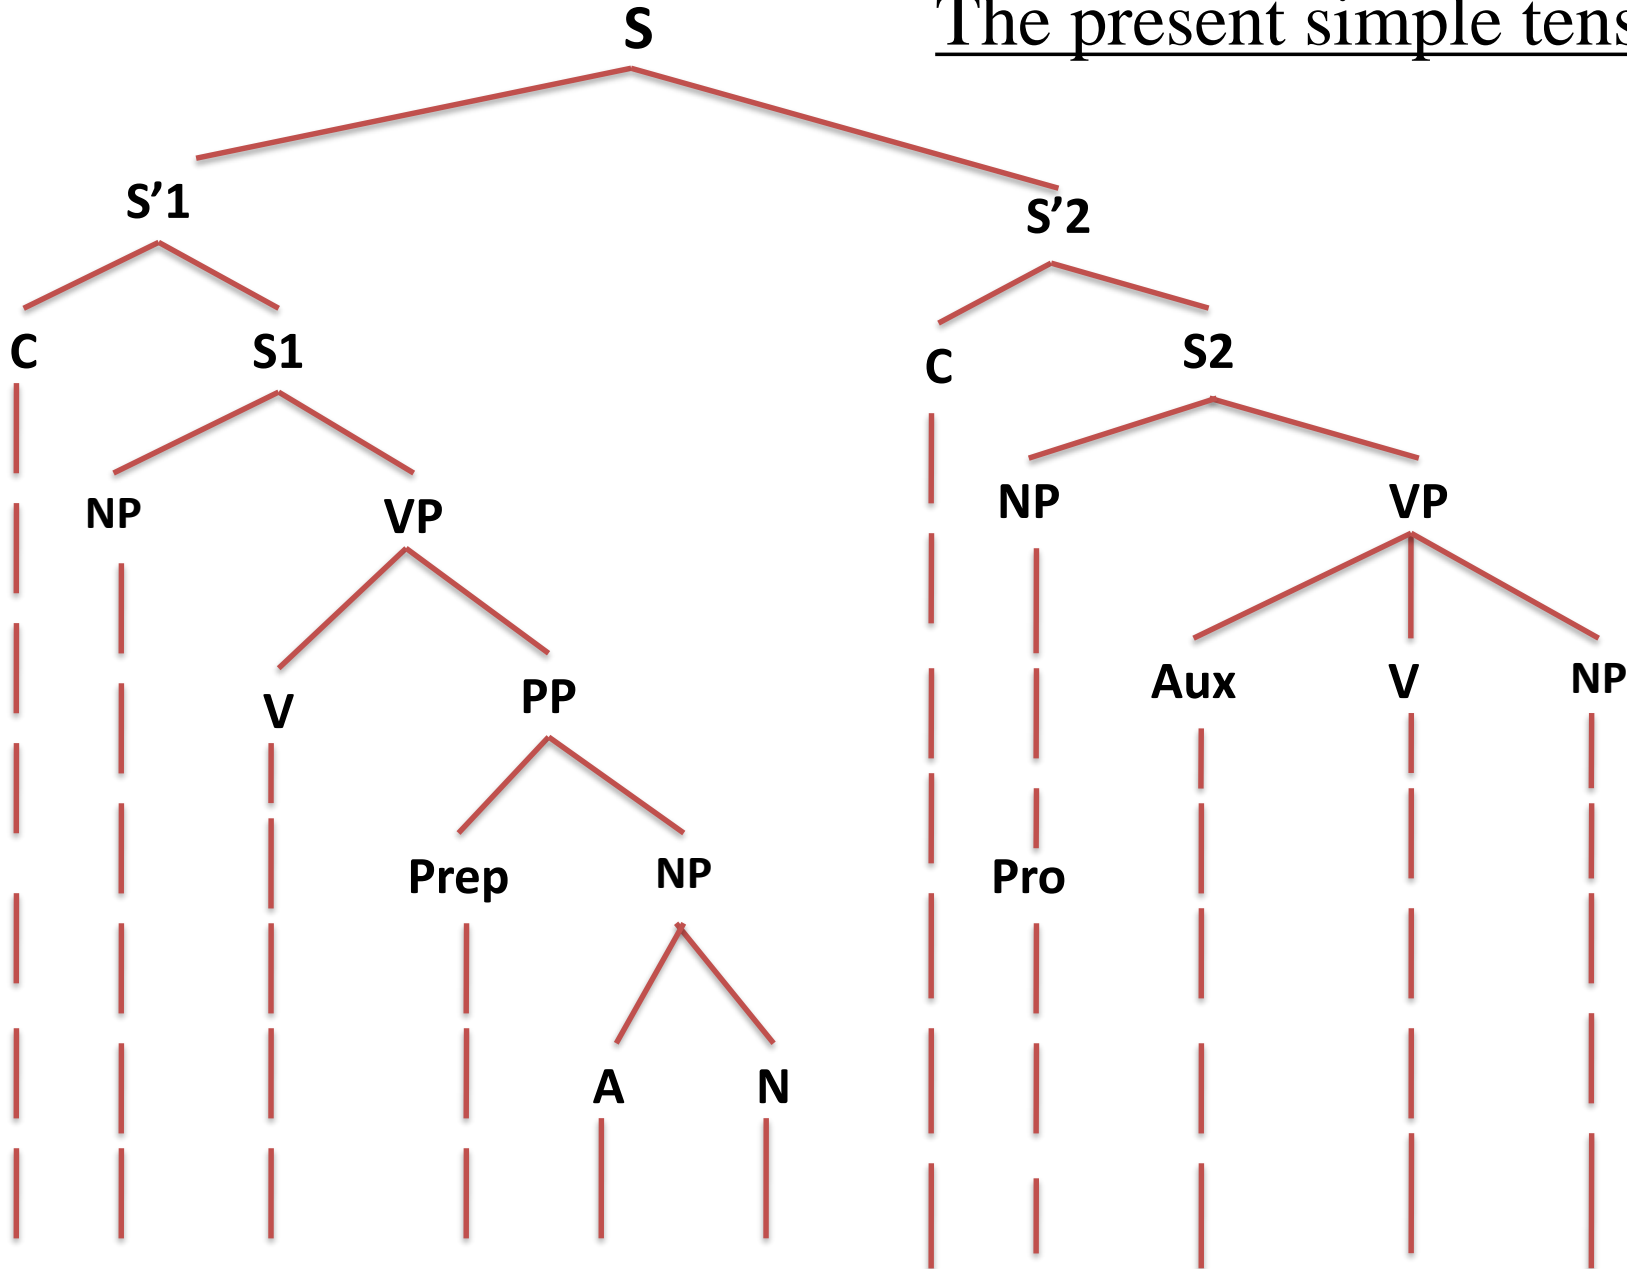 The present simple tens
S
S’1
S’2
C S1
C S2
NP VP
NP VP
V PP
Aux V NP
Prep NP
Pro
A N